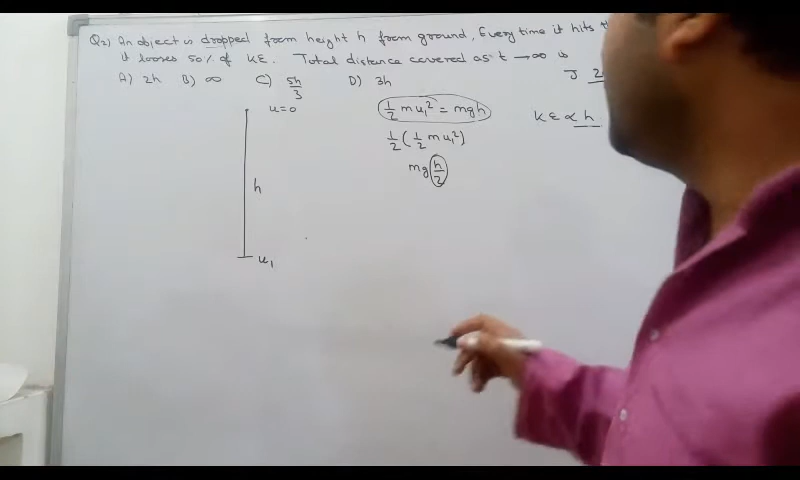 Q2) An object is dropped from height h from ground, Every time it hits
it looses 50% of KE. Total distance covered as t → ∞ is
A) 2h B) ∞ C) 5h/3 D) 3h
J 2
u=0
½ m u₁² = mgh
KE ∝ h
½ (½ m u₁²)
mg h/2
h
u₁